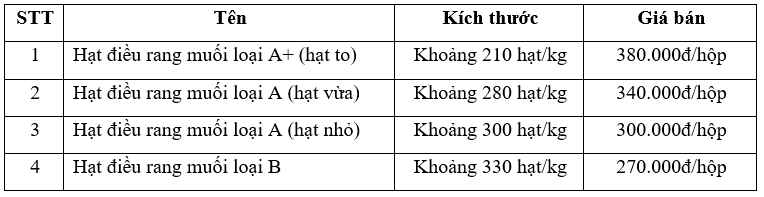 STT Tên Kích thước Giá bán
1 Hạt điều rang muối loại A+ (hạt to) Khoảng 210 hạt/kg 380.000đ/hộp
2 Hạt điều rang muối loại A (hạt vừa) Khoảng 280 hạt/kg 340.000đ/hộp
3 Hạt điều rang muối loại A (hạt nhỏ) Khoảng 300 hạt/kg 300.000đ/hộp
4 Hạt điều rang muối loại B Khoảng 330 hạt/kg 270.000đ/hộp